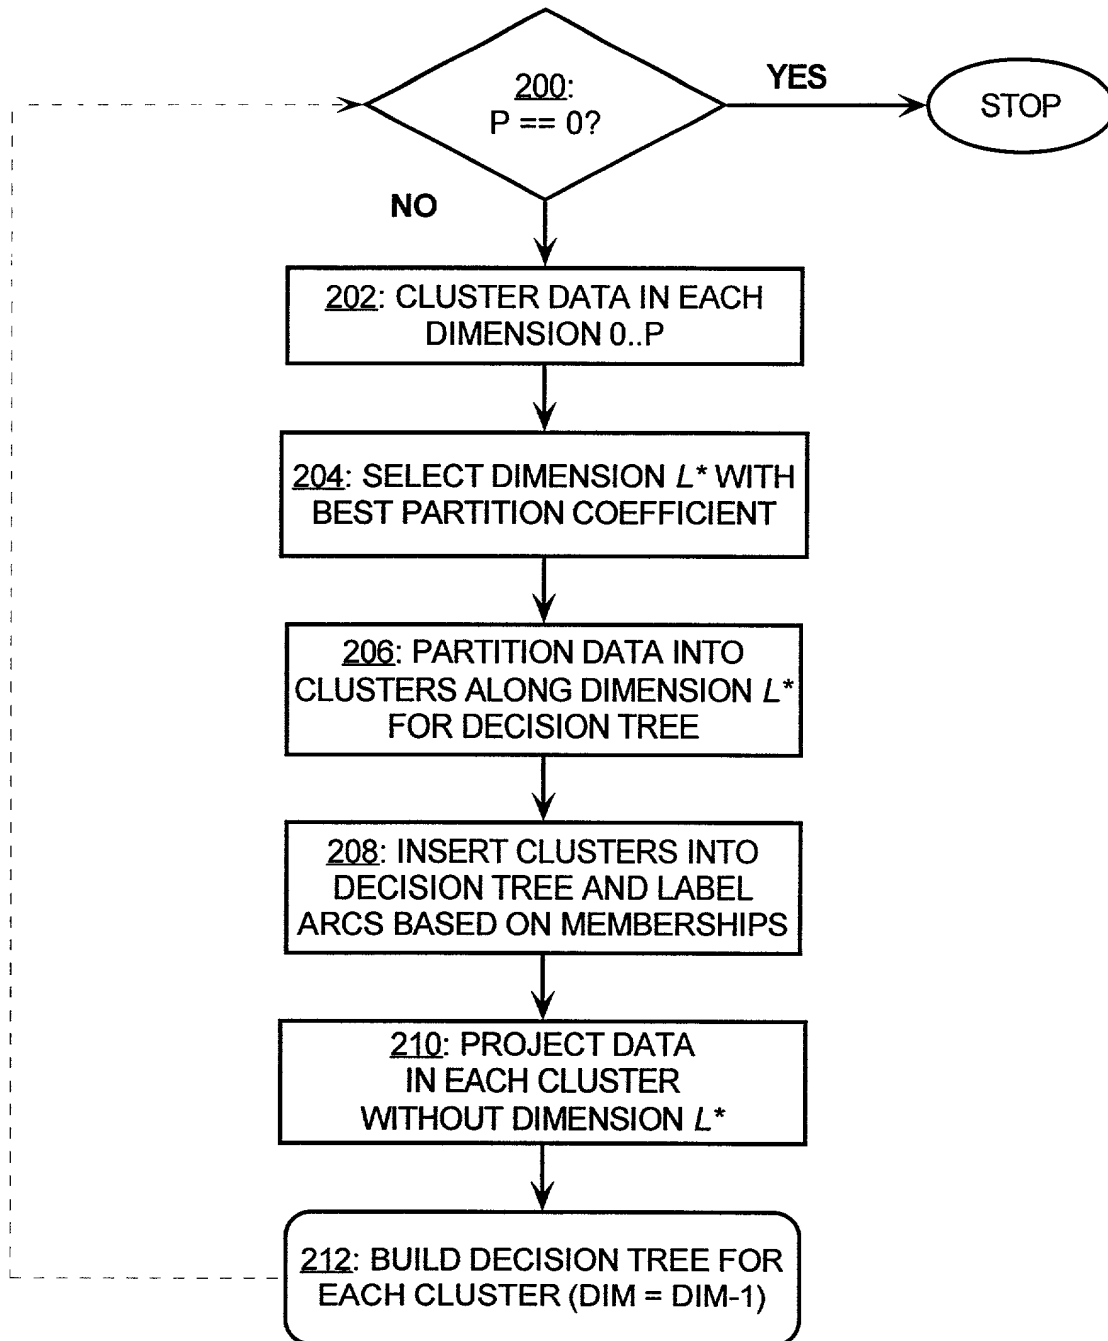 200:
P == 0?
YES
STOP
NO
202: CLUSTER DATA IN EACH
DIMENSION 0..P
204: SELECT DIMENSION L* WITH
BEST PARTITION COEFFICIENT
206: PARTITION DATA INTO
CLUSTERS ALONG DIMENSION L*
FOR DECISION TREE
208: INSERT CLUSTERS INTO
DECISION TREE AND LABEL
ARCS BASED ON MEMBERSHIPS
210: PROJECT DATA
IN EACH CLUSTER
WITHOUT DIMENSION L*
212: BUILD DECISION TREE FOR
EACH CLUSTER (DIM = DIM-1)